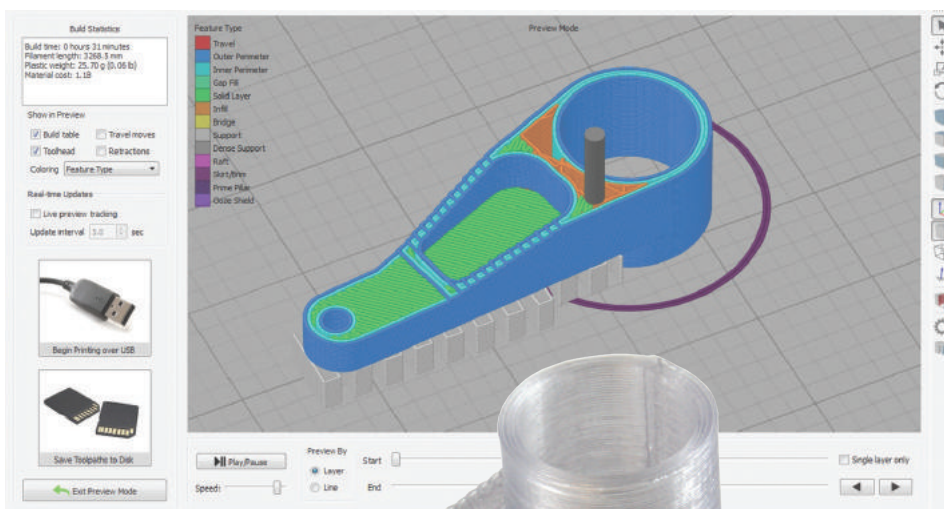 Build Statistics
Build time: 0 hours 31 minutes
Filament length: 3268.5 mm
Plastic weight: 25.70 g (0.06 lb)
Material cost: 1.18
Show in Preview
Build table
Travel moves
Toolhead
Retractions
Coloring Feature Type
Real-time Updates
Live preview tracking
Update interval 5.0 sec
Begin Printing over USB
Save Toolpaths to Disk
Exit Preview Mode
Feature Type
Travel
Outer Perimeter
Inner Perimeter
Gap Fill
Solid Layer
Infill
Bridge
Support
Dense Support
Raft
Skirt/Brim
Prime Pillar
Ooze Shield
Preview Mode
Play/Pause
Speed:
Preview By
Layer
Line
Start
End
Single layer only